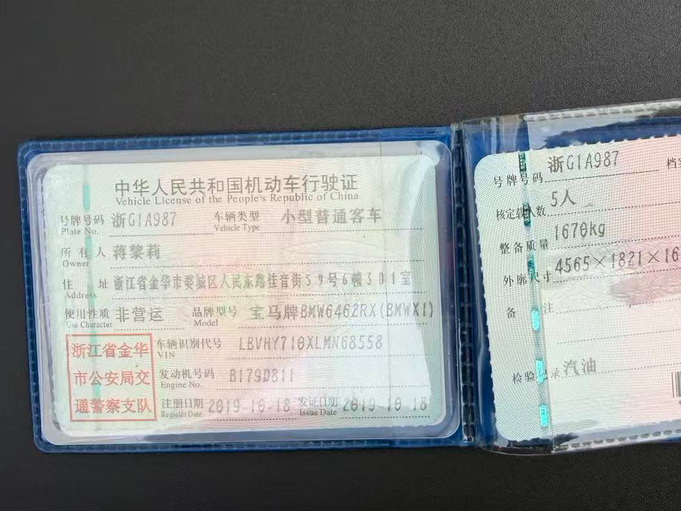 中华人民共和国机动车行驶证
Vehicle License of the People's Republic of China
号牌号码 浙G1A987 车辆类型 小型普通客车
Plate No. Vehicle Type
所有人 蒋黎莉
Owner
住址 浙江省金华市婺城区人民东路佳音街59号6幢301室
Address
使用性质 非营运 品牌型号 宝马牌BMW6462RX(BMWX1)
Use Character Model
浙江省金华
市公安局交
通警察支队
车辆识别代号 LBVHY710XLMN68558
VIN
发动机号码 B179D811
Engine No.
注册日期 2019-10-18 发证日期 2019-10-18
Register Date Issue Date
号牌号码 浙G1A987
核定载人数 5人
整备质量 1670kg
外廓尺寸 4565×1821×16
备注
检验记录 汽油